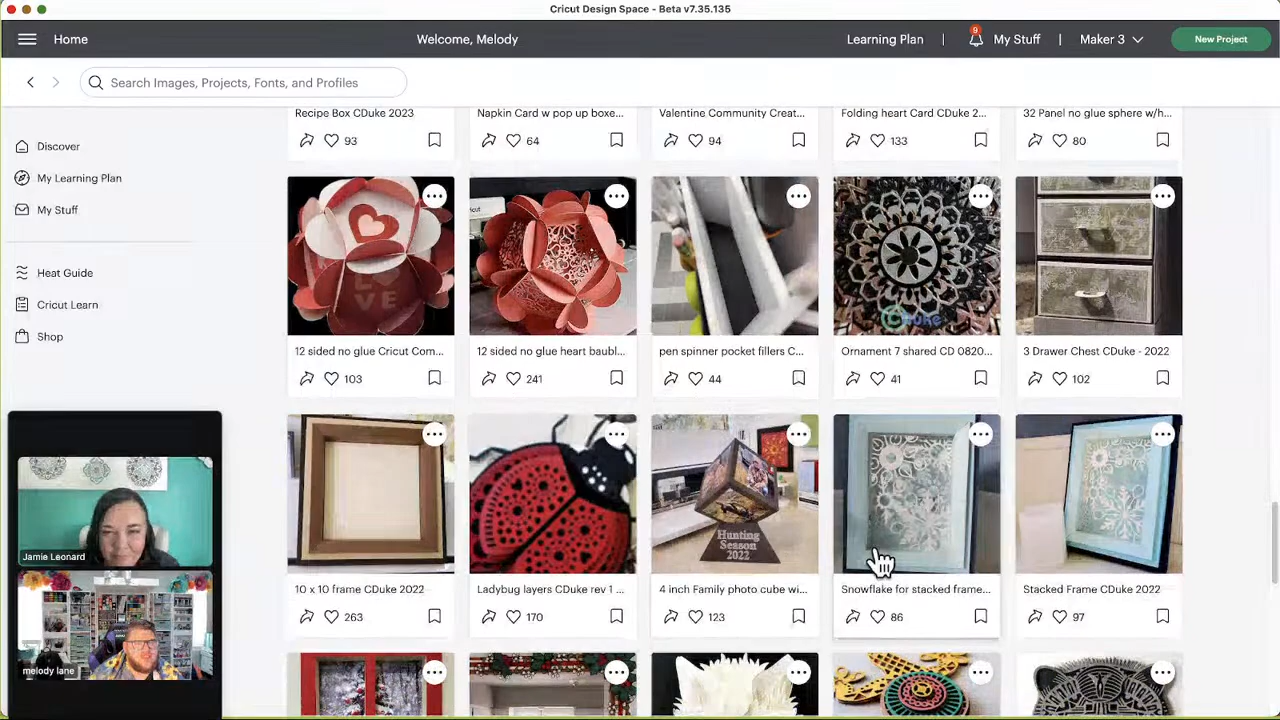 Cricut Design Space - Beta v7.35.135
Home
Welcome, Melody
Learning Plan | 9 My Stuff | Maker 3 New Project
Search Images, Projects, Fonts, and Profiles
Discover
My Learning Plan
My Stuff
Heat Guide
Cricut Learn
Shop
Recipe Box CDuke 2023
93
Napkin Card w pop up boxe...
64
Valentine Community Creat...
94
Folding heart Card CDuke 2...
133
32 Panel no glue sphere w/h...
80
LOVE
12 sided no glue Cricut Com...
103
12 sided no glue heart baubl...
241
pen spinner pocket fillers C...
44
CDuke
Ornament 7 shared CD 0820...
41
3 Drawer Chest CDuke - 2022
102
10 x 10 frame CDuke 2022
263
Ladybug layers CDuke rev 1 ...
170
Hunting
Season
2022
4 inch Family photo cube wi...
123
Snowflake for stacked frame...
86
Stacked Frame CDuke 2022
97
Jamie Leonard
melody lane